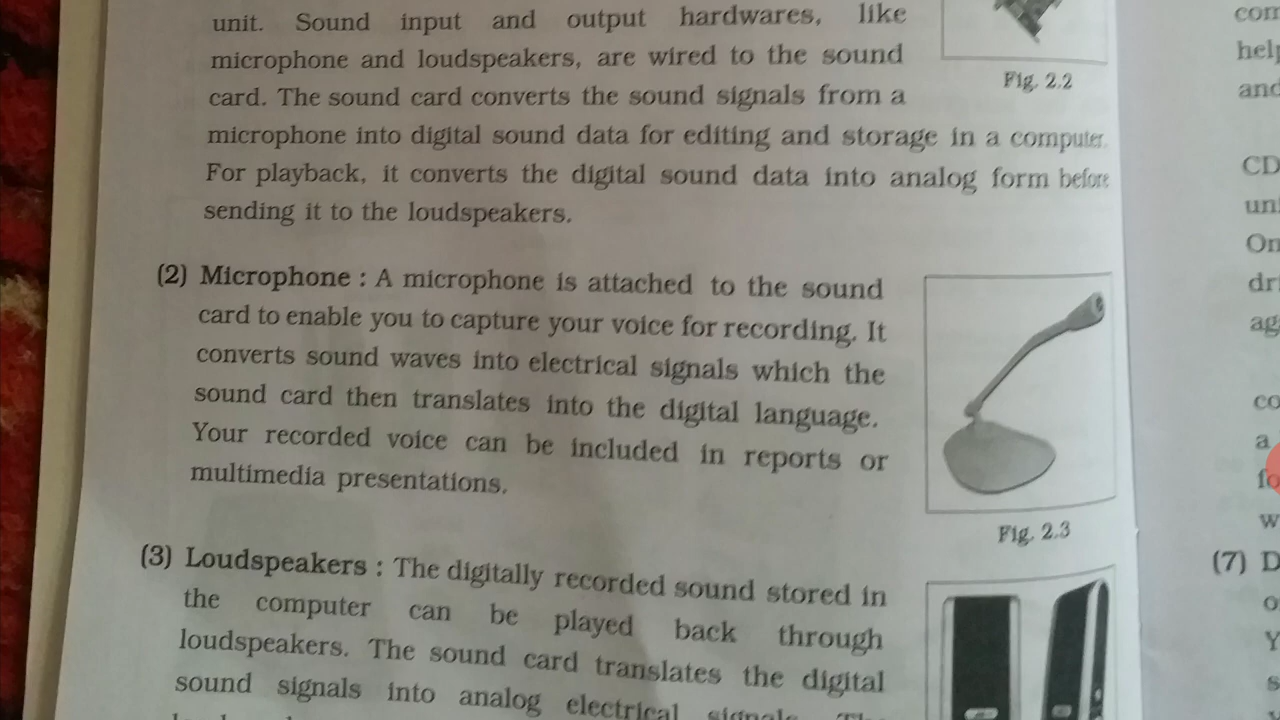 unit. Sound input and output hardwares, like
microphone and loudspeakers, are wired to the sound
card. The sound card converts the sound signals from a
microphone into digital sound data for editing and storage in a computer.
For playback, it converts the digital sound data into analog form before
sending it to the loudspeakers.
Fig. 2.2
(2) Microphone : A microphone is attached to the sound
card to enable you to capture your voice for recording. It
converts sound waves into electrical signals which the
sound card then translates into the digital language.
Your recorded voice can be included in reports or
multimedia presentations.
Fig. 2.3
(3) Loudspeakers : The digitally recorded sound stored in
the computer can be played back through
loudspeakers. The sound card translates the digital
sound signals into analog electrical signals. The
and
CD
On
co
a
(7) D